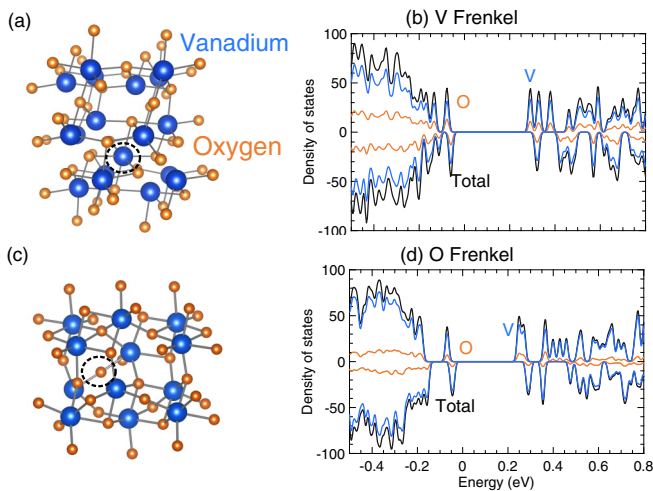 (a)
Vanadium
Oxygen
(b) V Frenkel
100
50
0
-50
-100
Density of states
V
O
Total
(c)
(d) O Frenkel
100
50
0
-50
-100
Density of states
V
O
Total
-0.4 -0.2 0 0.2 0.4 0.6 0.8
Energy (eV)